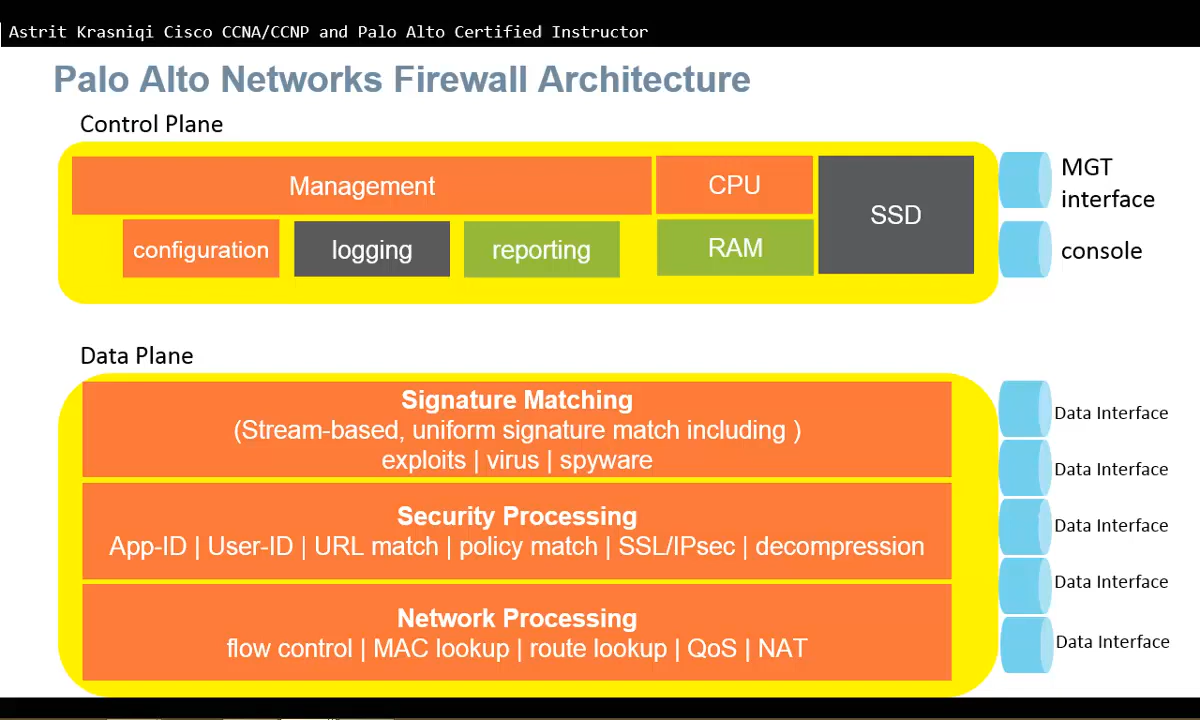 Astrit Krasniqi Cisco CCNA/CCNP and Palo Alto Certified Instructor
Palo Alto Networks Firewall Architecture
Control Plane
Management
CPU
SSD
MGT
interface
configuration
logging
reporting
RAM
console
Data Plane
Signature Matching
(Stream-based, uniform signature match including )
exploits | virus | spyware
Data Interface
Data Interface
Security Processing
App-ID | User-ID | URL match | policy match | SSL/IPsec | decompression
Data Interface
Data Interface
Network Processing
flow control | MAC lookup | route lookup | QoS | NAT
Data Interface